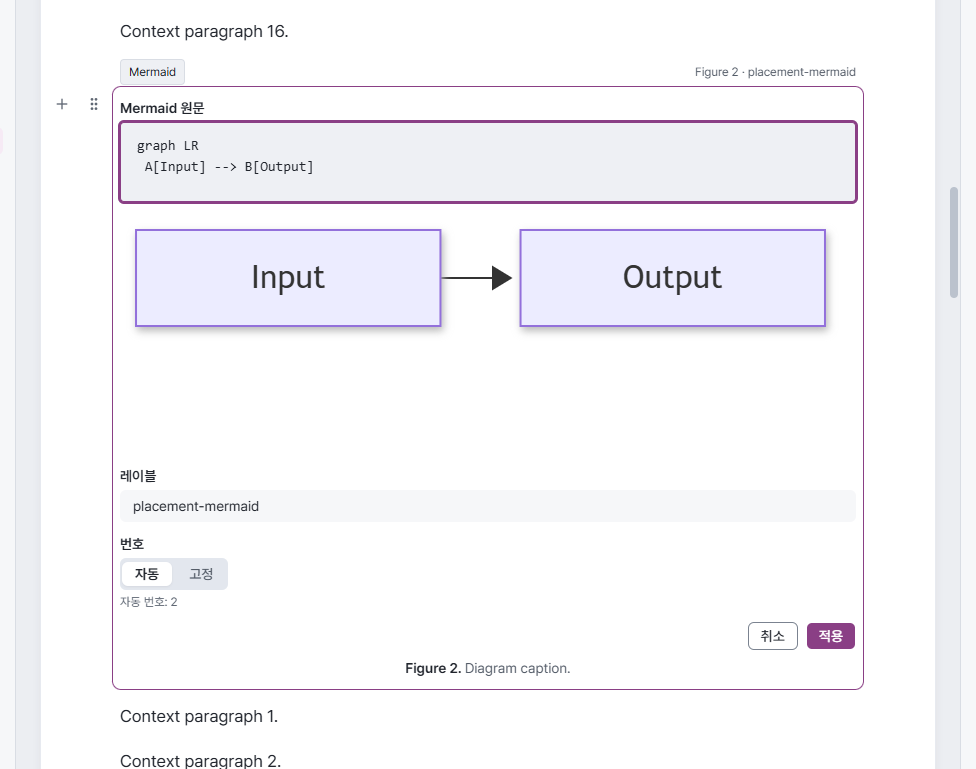 Context paragraph 16.
Mermaid
Figure 2 · placement-mermaid
Mermaid 원문
graph LR
A[Input] --> B[Output]
Input
Output
레이블
placement-mermaid
번호
자동 고정
자동 번호: 2
취소 적용
Figure 2. Diagram caption.
Context paragraph 1.
Context paragraph 2.